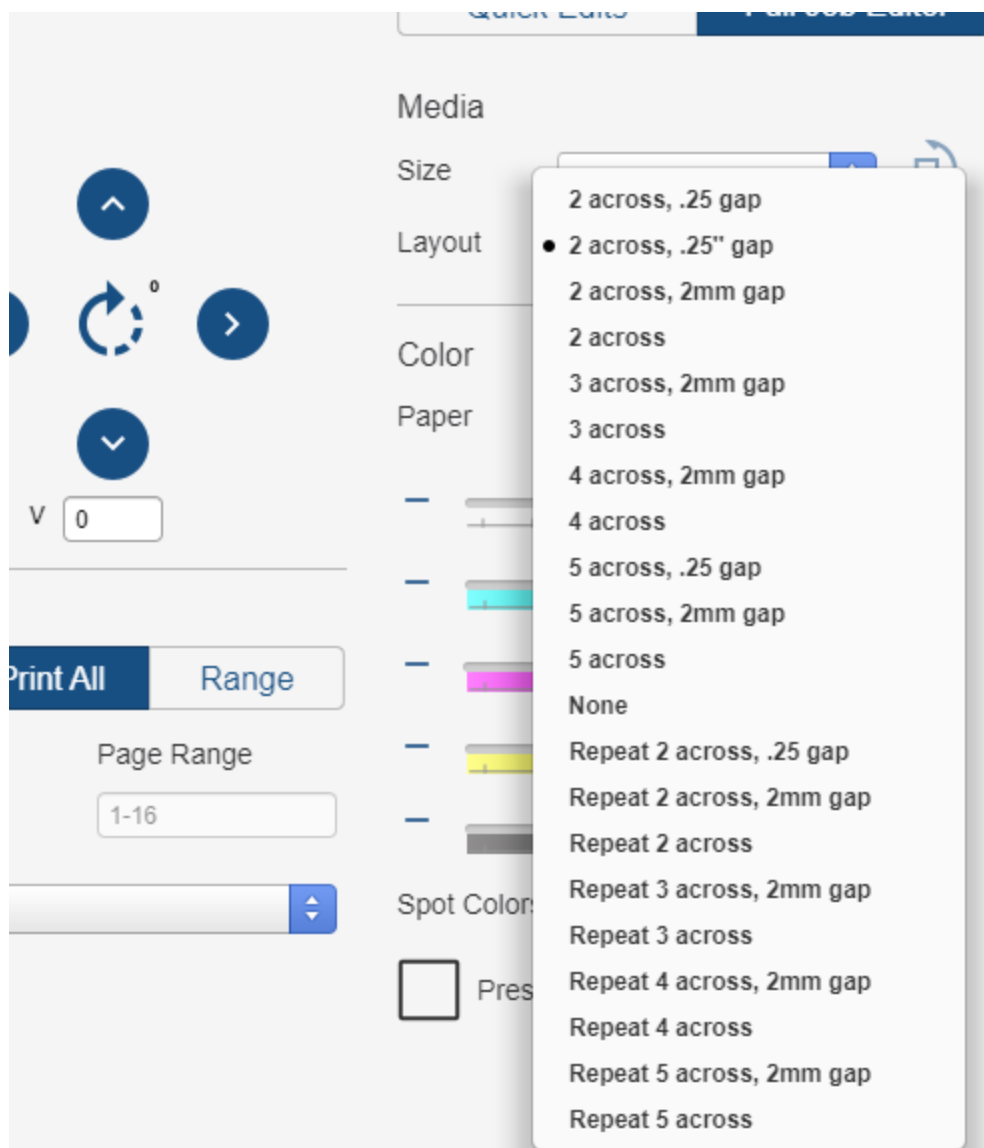 Quick Edits
Full Job Editor
Media
Size
Layout
2 across, .25 gap
2 across, .25" gap
2 across, 2mm gap
2 across
3 across, 2mm gap
3 across
4 across, 2mm gap
4 across
5 across, .25 gap
5 across, 2mm gap
5 across
None
Repeat 2 across, .25 gap
Repeat 2 across, 2mm gap
Repeat 2 across
Repeat 3 across, 2mm gap
Repeat 3 across
Repeat 4 across, 2mm gap
Repeat 4 across
Repeat 5 across, 2mm gap
Repeat 5 across
0
V 0
Print All
Range
Page Range
1-16
Color
Paper
Spot Colors
Pres